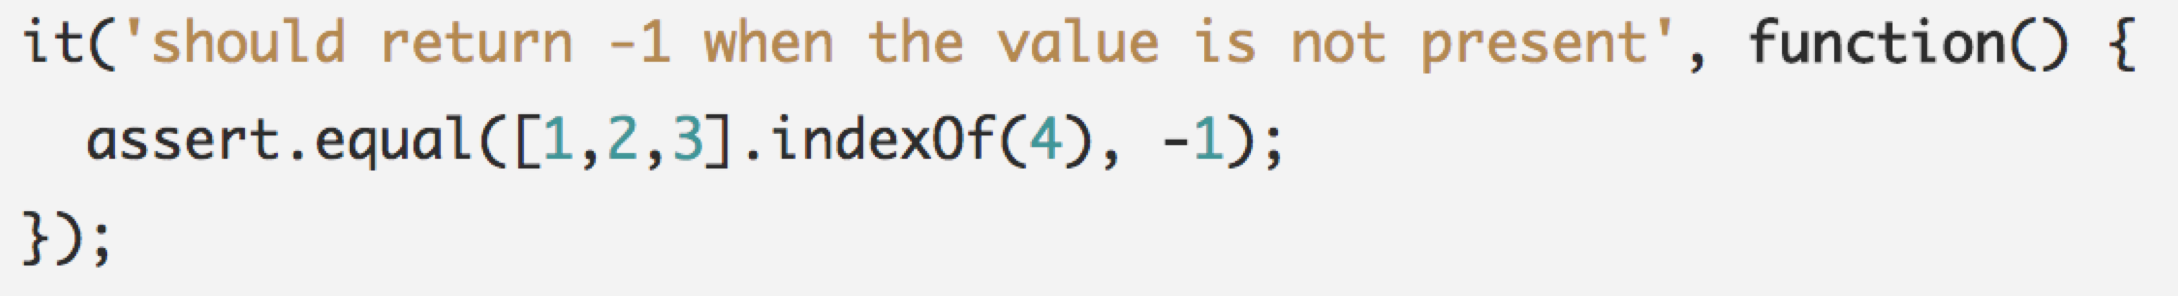 it('should return -1 when the value is not present', function() {
  assert.equal([1,2,3].indexOf(4), -1);
});